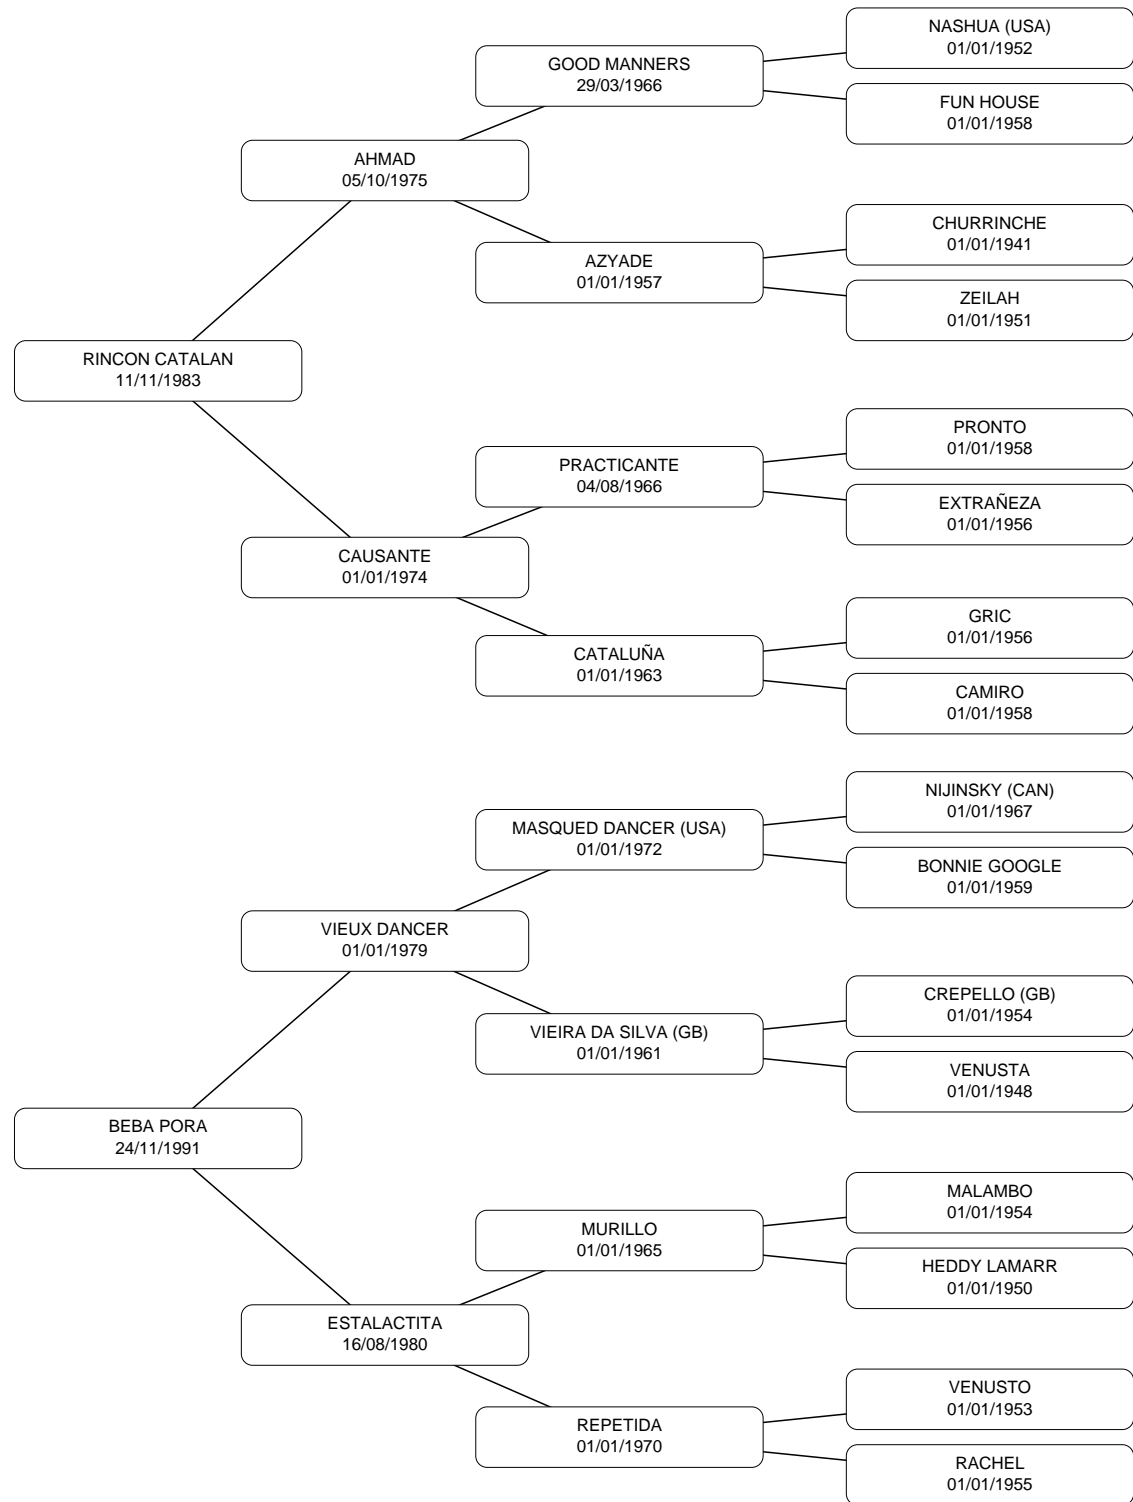 NASHUA (USA)
01/01/1952
GOOD MANNERS
29/03/1966
FUN HOUSE
01/01/1958
AHMAD
05/10/1975
CHURRINCHE
01/01/1941
AZYADE
01/01/1957
ZEILAH
01/01/1951
RINCON CATALAN
11/11/1983
PRONTO
01/01/1958
PRACTICANTE
04/08/1966
EXTRAÑEZA
01/01/1956
CAUSANTE
01/01/1974
GRIC
01/01/1956
CATALUÑA
01/01/1963
CAMIRO
01/01/1958
NIJINSKY (CAN)
01/01/1967
MASQUED DANCER (USA)
01/01/1972
BONNIE GOOGLE
01/01/1959
VIEUX DANCER
01/01/1979
CREPELLO (GB)
01/01/1954
VIEIRA DA SILVA (GB)
01/01/1961
VENUSTA
01/01/1948
BEBA PORA
24/11/1991
MALAMBO
01/01/1954
MURILLO
01/01/1965
HEDDY LAMARR
01/01/1950
ESTALACTITA
16/08/1980
VENUSTO
01/01/1953
REPETIDA
01/01/1970
RACHEL
01/01/1955